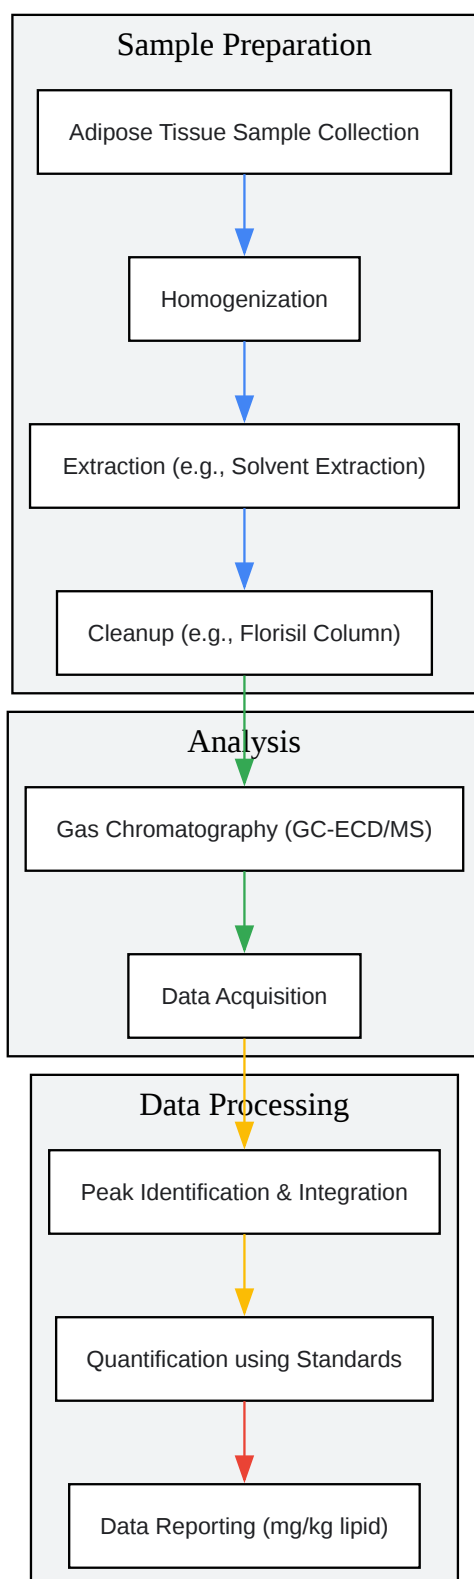 Sample Preparation
Adipose Tissue Sample Collection
Homogenization
Extraction (e.g., Solvent Extraction)
Cleanup (e.g., Florisil Column)
Analysis
Gas Chromatography (GC-ECD/MS)
Data Acquisition
Data Processing
Peak Identification & Integration
Quantification using Standards
Data Reporting (mg/kg lipid)